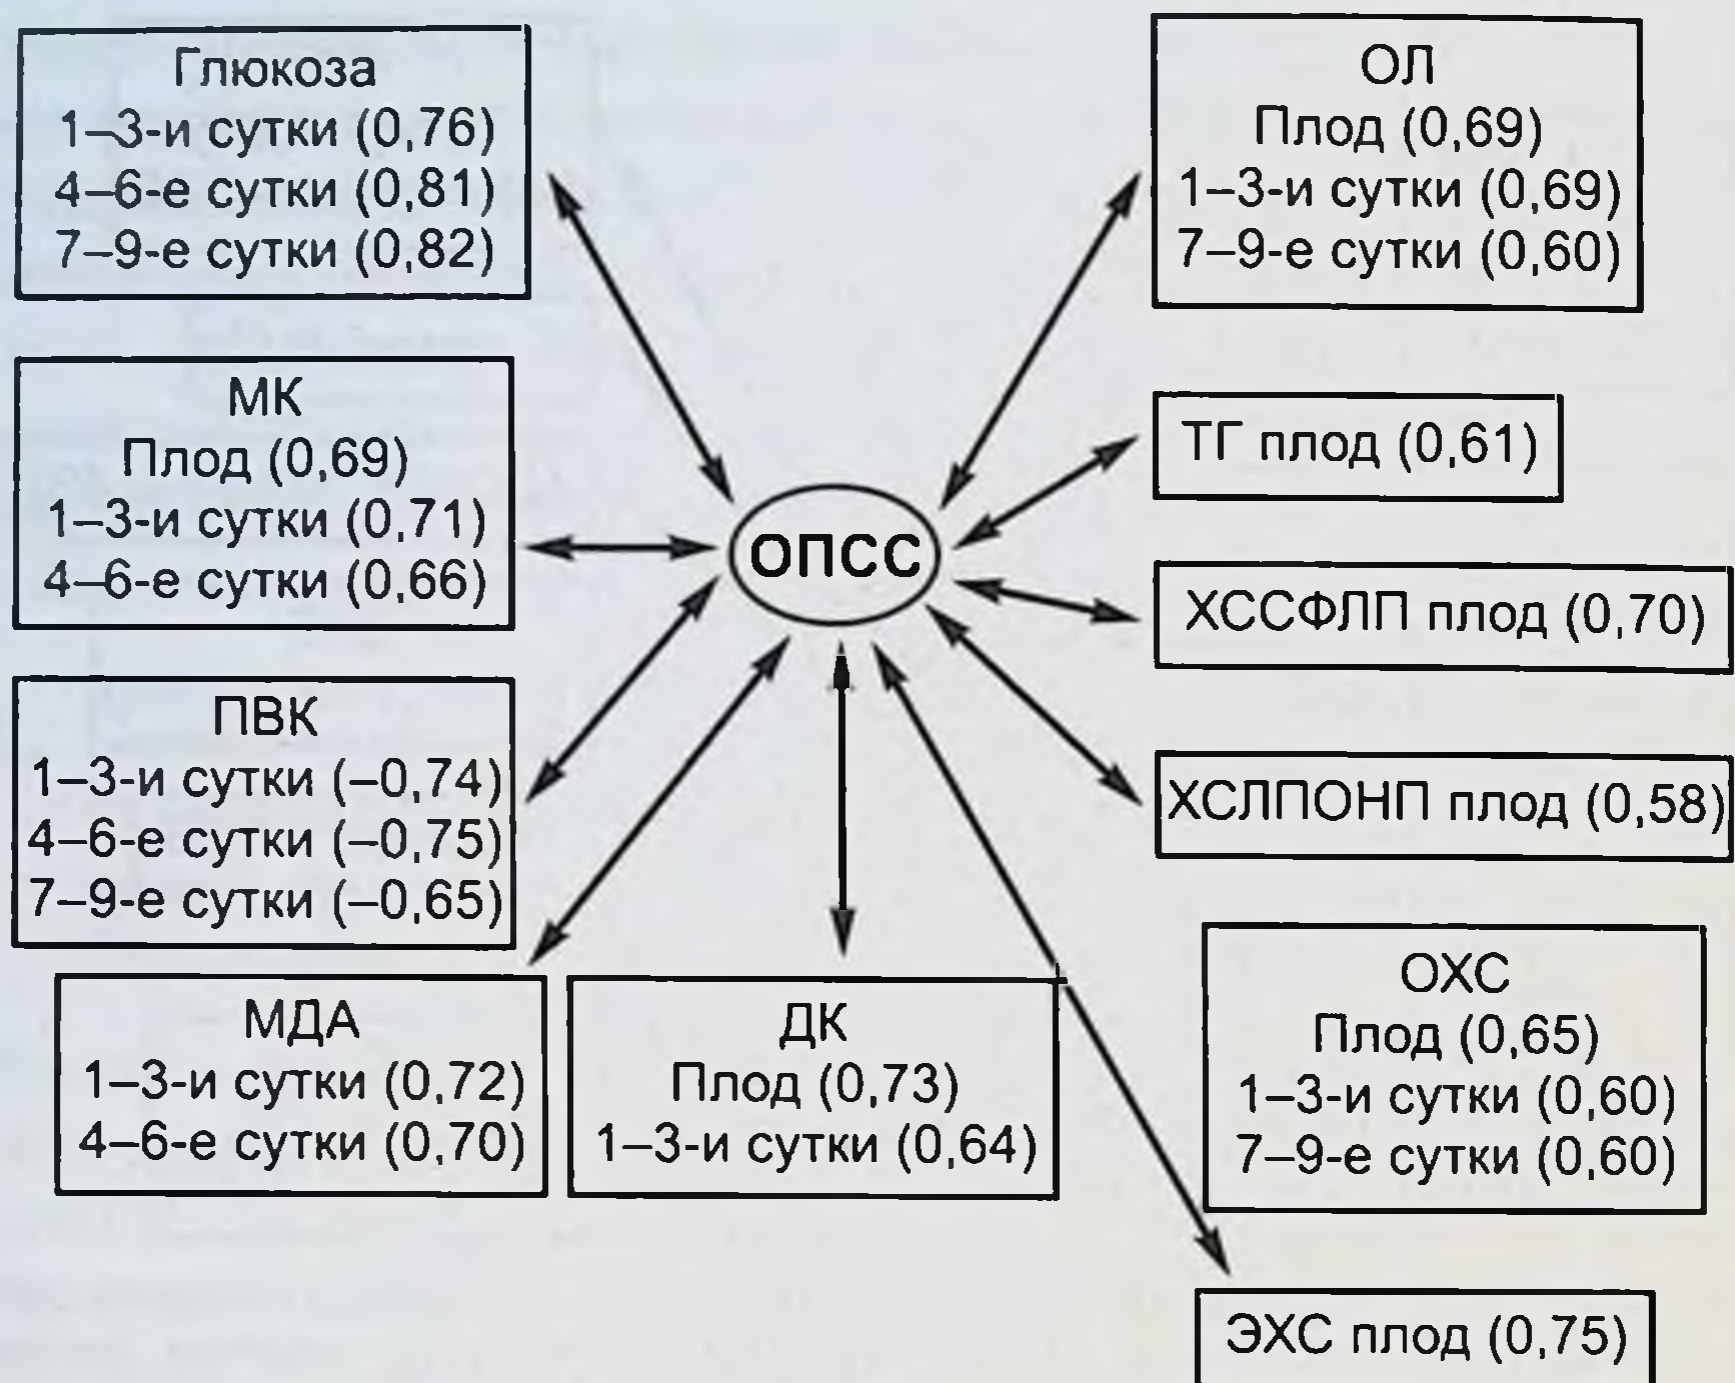 Глюкоза
1–3-и сутки (0,76)
4–6-е сутки (0,81)
7–9-е сутки (0,82)
МК
Плод (0,69)
1–3-и сутки (0,71)
4–6-е сутки (0,66)
ПВК
1–3-и сутки (–0,74)
4–6-е сутки (–0,75)
7–9-е сутки (–0,65)
МДА
1–3-и сутки (0,72)
4–6-е сутки (0,70)
ДК
Плод (0,73)
1–3-и сутки (0,64)
ОПСС
ОЛ
Плод (0,69)
1–3-и сутки (0,69)
7–9-е сутки (0,60)
ТГ плод (0,61)
ХССФЛП плод (0,70)
ХСЛПОНП плод (0,58)
ОХС
Плод (0,65)
1–3-и сутки (0,60)
7–9-е сутки (0,60)
ЭХС плод (0,75)